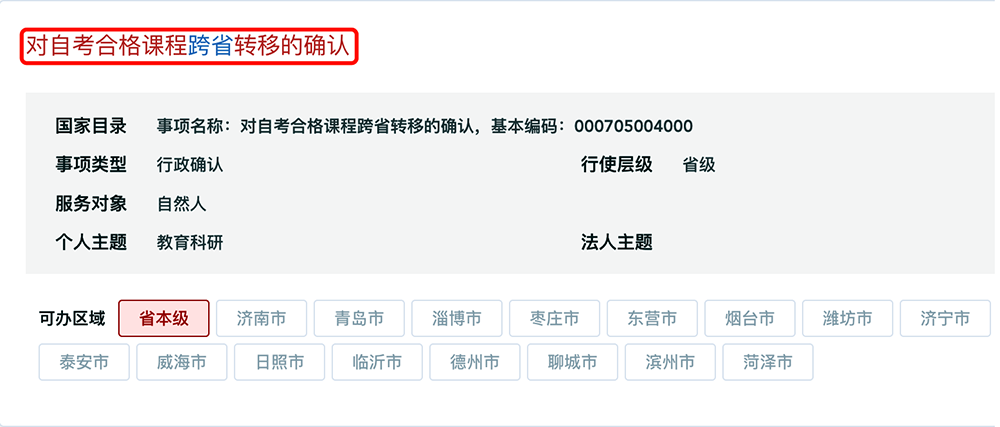 对自考合格课程跨省转移的确认
国家目录 事项名称：对自考合格课程跨省转移的确认，基本编码：000705004000
事项类型 行政确认 行使层级 省级
服务对象 自然人
个人主题 教育科研 法人主题
可办区域 省本级 济南市 青岛市 淄博市 枣庄市 东营市 烟台市 潍坊市 济宁市
泰安市 威海市 日照市 临沂市 德州市 聊城市 滨州市 菏泽市